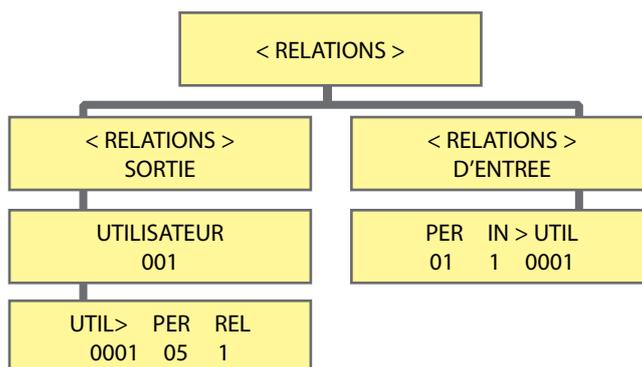 < RELATIONS >
< RELATIONS >
SORTIE
< RELATIONS >
D'ENTREE
UTILISATEUR
001
PER IN > UTIL
01 1 0001
UTIL> PER REL
0001 05 1